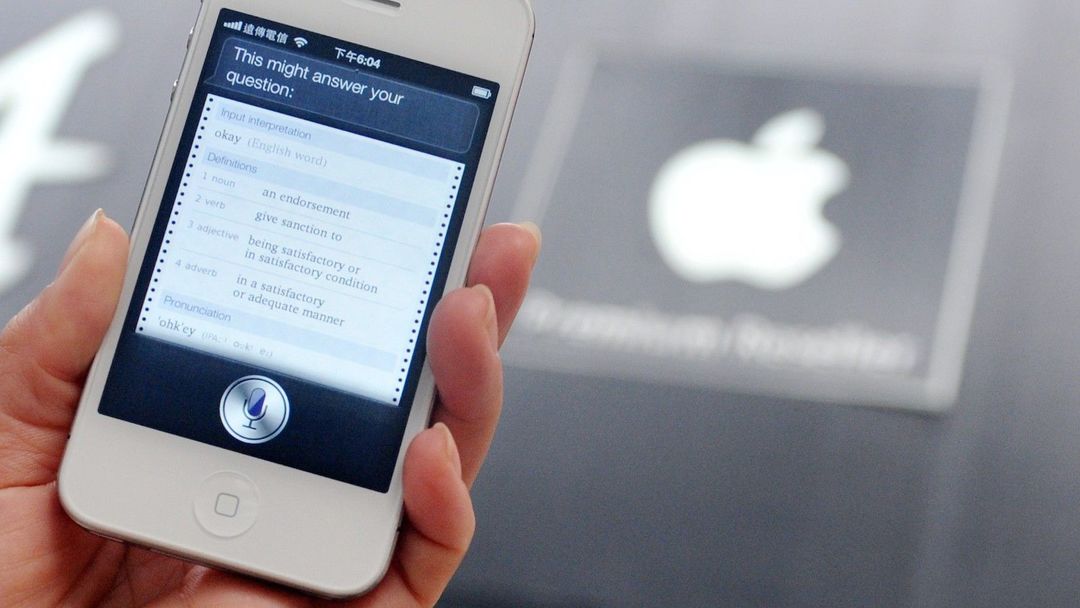 遠傳電信
下午6:04
This might answer your
question:
Input interpretation
okay (English word)
Definitions
1 noun an endorsement
2 verb give sanction to
3 adjective being satisfactory or
in satisfactory condition
4 adverb in a satisfactory
or adequate manner
Pronunciation
'ohk'ey
4